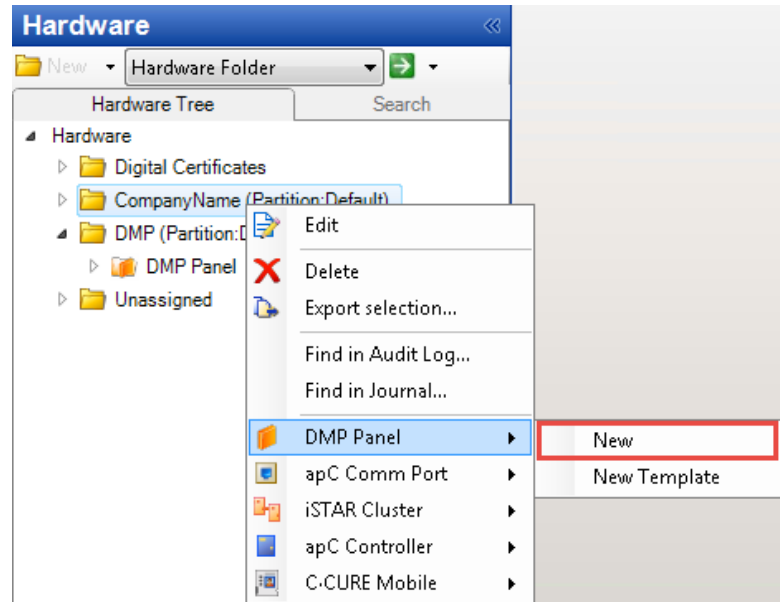 Hardware
New
Hardware Folder
Hardware Tree
Search
Hardware
Digital Certificates
CompanyName (Partition:Default)
DMP (Partition:D
DMP Panel
Unassigned
Edit
Delete
Export selection...
Find in Audit Log...
Find in Journal...
DMP Panel
New
apC Comm Port
New Template
iSTAR Cluster
apC Controller
C•CURE Mobile